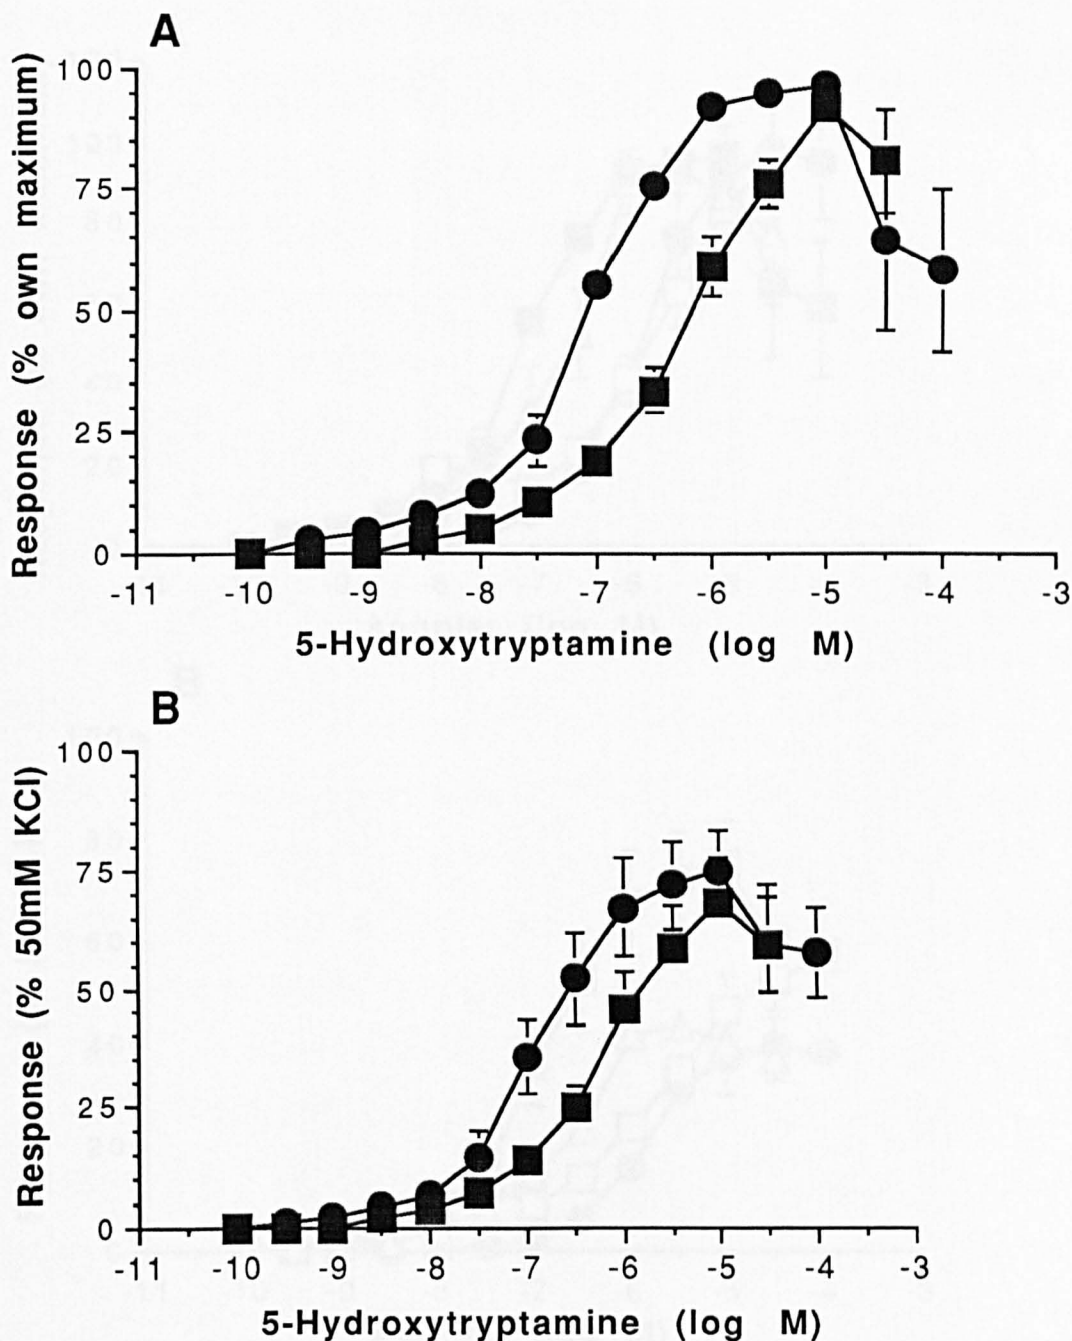 A
Response (% own maximum)
100
75
50
25
0
-11 -10 -9 -8 -7 -6 -5 -4 -3
5-Hydroxytryptamine (log M)
B
Response (% 50mM KCl)
100
75
50
25
0
-11 -10 -9 -8 -7 -6 -5 -4 -3
5-Hydroxytryptamine (log M)